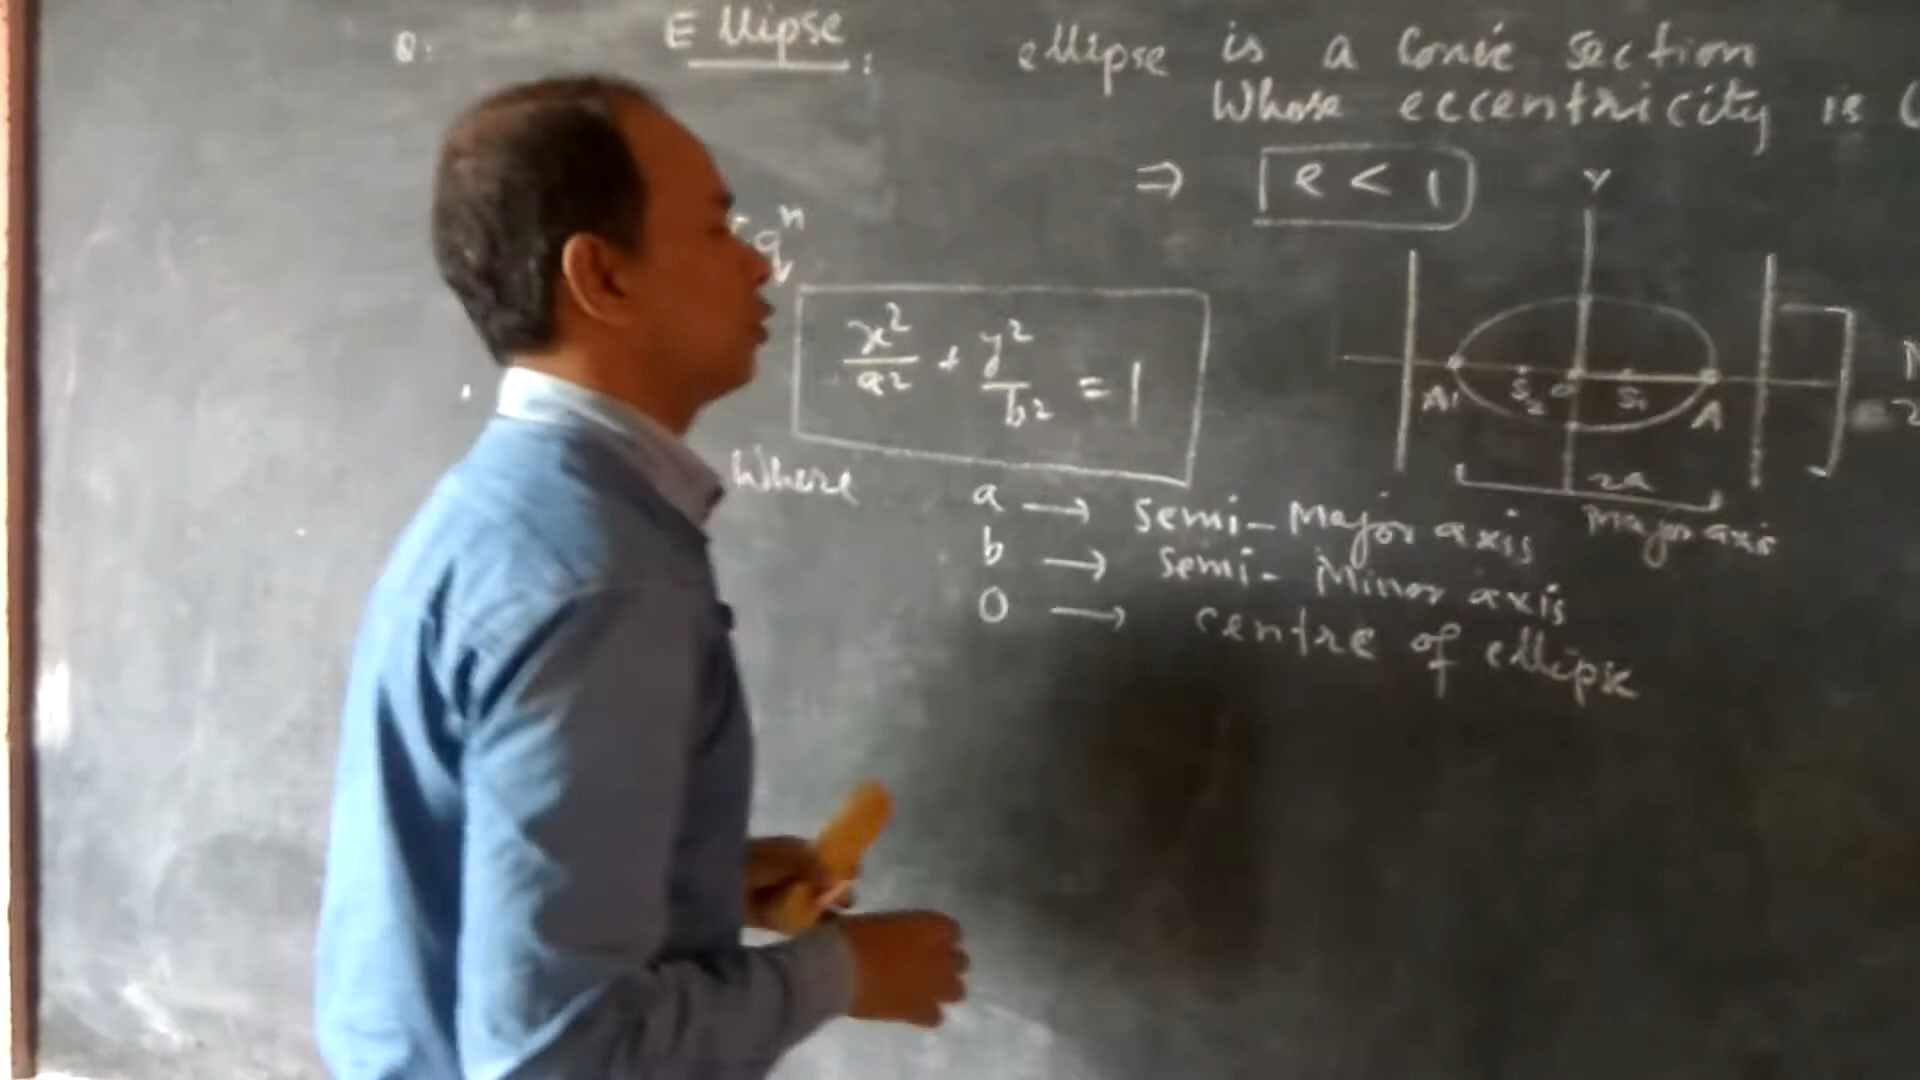 Q:
Ellipse :
ellipse is a Conic section
Whose eccentricity is
⇒ e < 1
qⁿ
x²/a² + y²/b² = 1
Where
a → semi-Major axis
b → semi-Minor axis
O → centre of ellipse
Y
A' S₂ O S₁ A
2a
Major axis